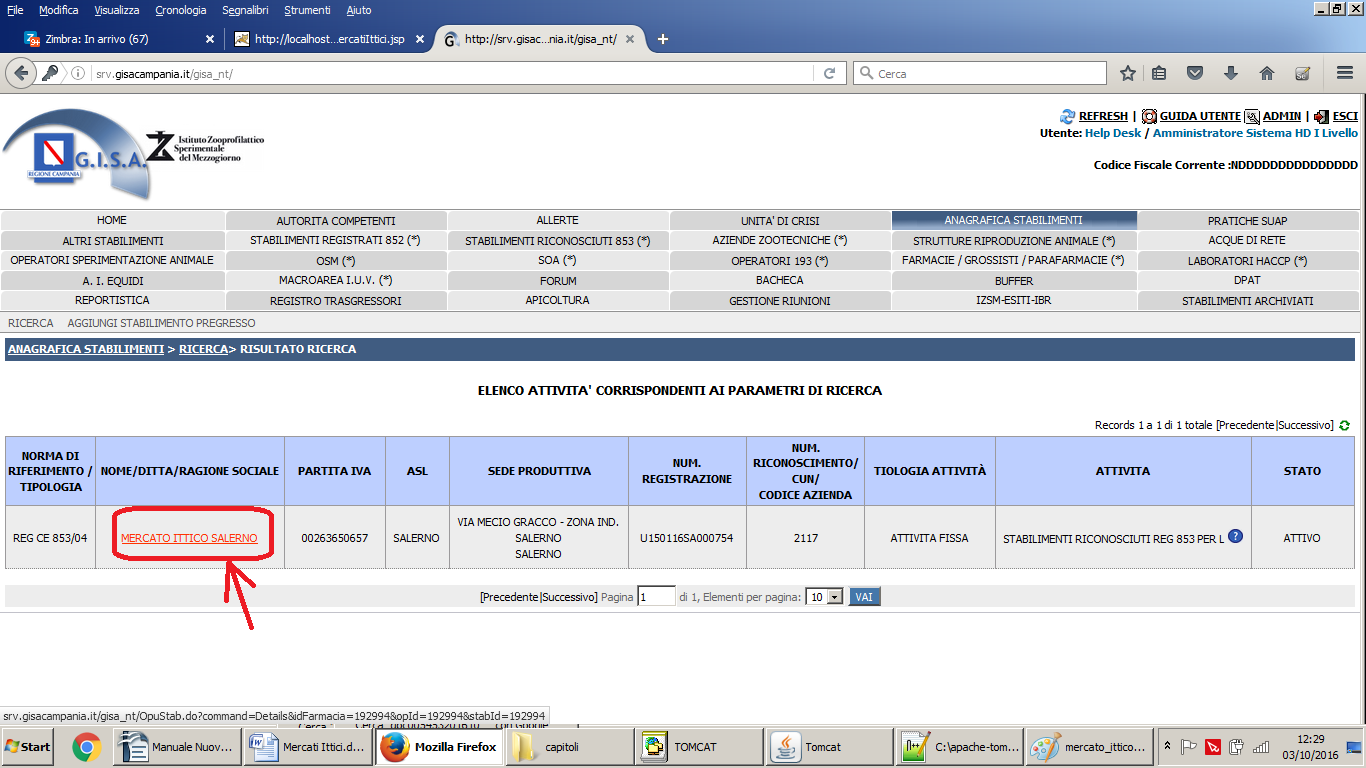 File Modifica Visualizza Cronologia Segnalibri Strumenti Aiuto
Zimbra: In arrivo (67) http://localhost...ercatiIttici.jsp http://srv.gisac...nia.it/gisa_nt/
srv.gisacampania.it/gisa_nt/ Cerca
REFRESH | GUIDA UTENTE ADMIN | ESCI
Utente: Help Desk / Amministratore Sistema HD I Livello
Codice Fiscale Corrente :NDDDDDDDDDDDDDDD
G.I.S.A.
REGIONE CAMPANIA
Istituto Zooprofilattico
Sperimentale
del Mezzogiorno
HOME AUTORITA COMPETENTI ALLERTE UNITA' DI CRISI ANAGRAFICA STABILIMENTI PRATICHE SUAP
ALTRI STABILIMENTI STABILIMENTI REGISTRATI 852 (*) STABILIMENTI RICONOSCIUTI 853 (*) AZIENDE ZOOTECNICHE (*) STRUTTURE RIPRODUZIONE ANIMALE (*) ACQUE DI RETE
OPERATORI SPERIMENTAZIONE ANIMALE OSM (*) SOA (*) OPERATORI 193 (*) FARMACIE / GROSSISTI / PARAFARMACIE (*) LABORATORI HACCP (*)
A. I. EQUIDI MACROAREA I.U.V. (*) FORUM BACHECA BUFFER DPAT
REPORTISTICA REGISTRO TRASGRESSORI APICOLTURA GESTIONE RIUNIONI IZSM-ESITI-IBR STABILIMENTI ARCHIVIATI
RICERCA AGGIUNGI STABILIMENTO PREGRESSO
ANAGRAFICA STABILIMENTI > RICERCA> RISULTATO RICERCA
ELENCO ATTIVITA' CORRISPONDENTI AI PARAMETRI DI RICERCA
Records 1 a 1 di 1 totale [Precedente|Successivo]
NORMA DI
RIFERIMENTO /
TIPOLOGIA
NOME/DITTA/RAGIONE SOCIALE
PARTITA IVA
ASL
SEDE PRODUTTIVA
NUM.
REGISTRAZIONE
NUM.
RICONOSCIMENTO/
CUN/
CODICE AZIENDA
TIOLOGIA ATTIVITÀ
ATTIVITA
STATO
REG CE 853/04
MERCATO ITTICO SALERNO
00263650657
SALERNO
VIA MECIO GRACCO - ZONA IND.
SALERNO
SALERNO
U150116SA000754
2117
ATTIVITA FISSA
STABILIMENTI RICONOSCIUTI REG 853 PER L ?
ATTIVO
[Precedente|Successivo] Pagina 1 di 1, Elementi per pagina: 10 VAI
srv.gisacampania.it/gisa_nt/OpuStab.do?command=Details&idFarmacia=192994&opId=192994&stabId=192994
Start Manuale Nuov... Mercati Ittici.d... Mozilla Firefox capitoli TOMCAT Tomcat C:\apache-tom... mercato_ittico... 12:29
03/10/2016